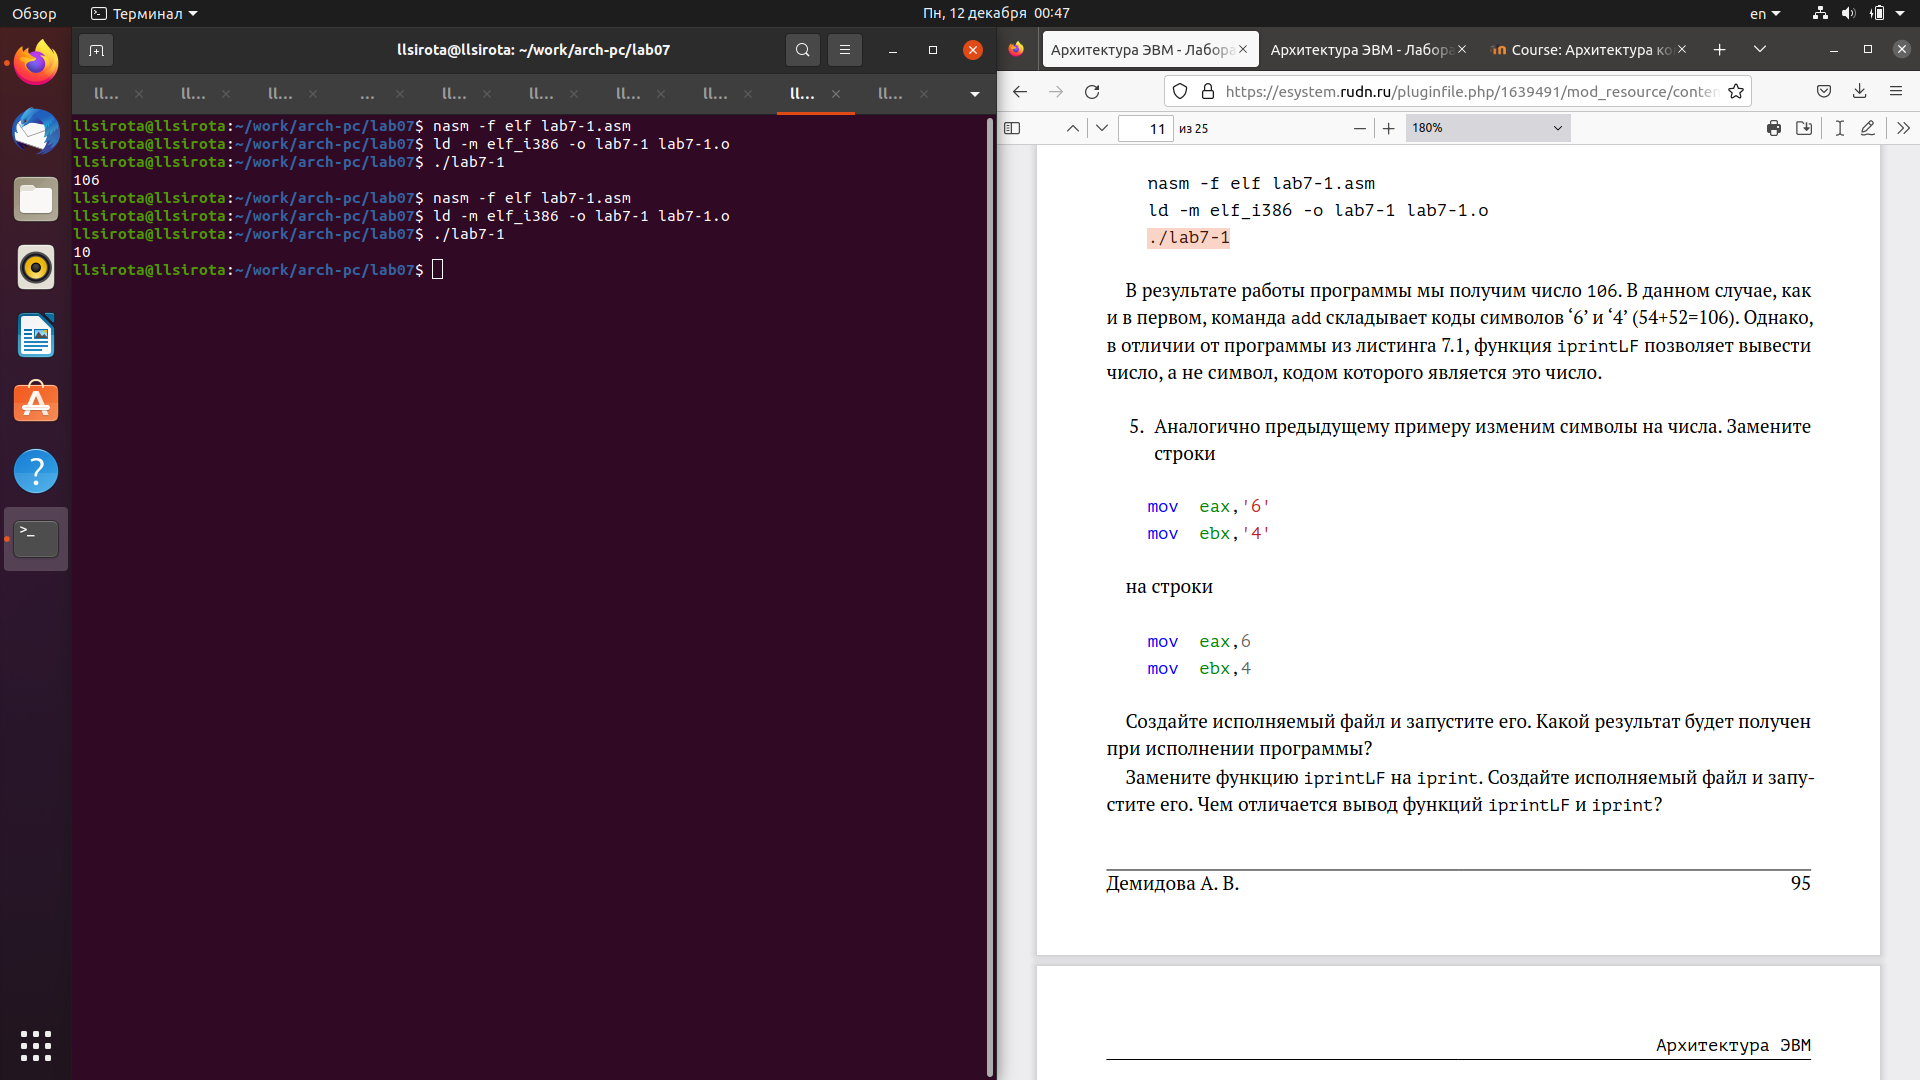 Обзор
Терминал
Пн, 12 декабря 00:47
en
llsirota@llsirota: ~/work/arch-pc/lab07
ll... ll... ll... ... ll... ll... ll... ll... ll... ll...
llsirota@llsirota:~/work/arch-pc/lab07$ nasm -f elf lab7-1.asm
llsirota@llsirota:~/work/arch-pc/lab07$ ld -m elf_i386 -o lab7-1 lab7-1.o
llsirota@llsirota:~/work/arch-pc/lab07$ ./lab7-1
106
llsirota@llsirota:~/work/arch-pc/lab07$ nasm -f elf lab7-1.asm
llsirota@llsirota:~/work/arch-pc/lab07$ ld -m elf_i386 -o lab7-1 lab7-1.o
llsirota@llsirota:~/work/arch-pc/lab07$ ./lab7-1
10
llsirota@llsirota:~/work/arch-pc/lab07$
Архитектура ЭВМ - Лабора
Архитектура ЭВМ - Лабора
Course: Архитектура ко
https://esystem.rudn.ru/pluginfile.php/1639491/mod_resource/conten
11 из 25
180%
nasm -f elf lab7-1.asm
ld -m elf_i386 -o lab7-1 lab7-1.o
./lab7-1
В результате работы программы мы получим число 106. В данном случае, как
и в первом, команда add складывает коды символов ‘6’ и ‘4’ (54+52=106). Однако,
в отличии от программы из листинга 7.1, функция iprintLF позволяет вывести
число, а не символ, кодом которого является это число.
5. Аналогично предыдущему примеру изменим символы на числа. Замените
строки
mov eax,'6'
mov ebx,'4'
на строки
mov eax,6
mov ebx,4
Создайте исполняемый файл и запустите его. Какой результат будет получен
при исполнении программы?
Замените функцию iprintLF на iprint. Создайте исполняемый файл и запу-
стите его. Чем отличается вывод функций iprintLF и iprint?
Демидова А. В.
95
Архитектура ЭВМ